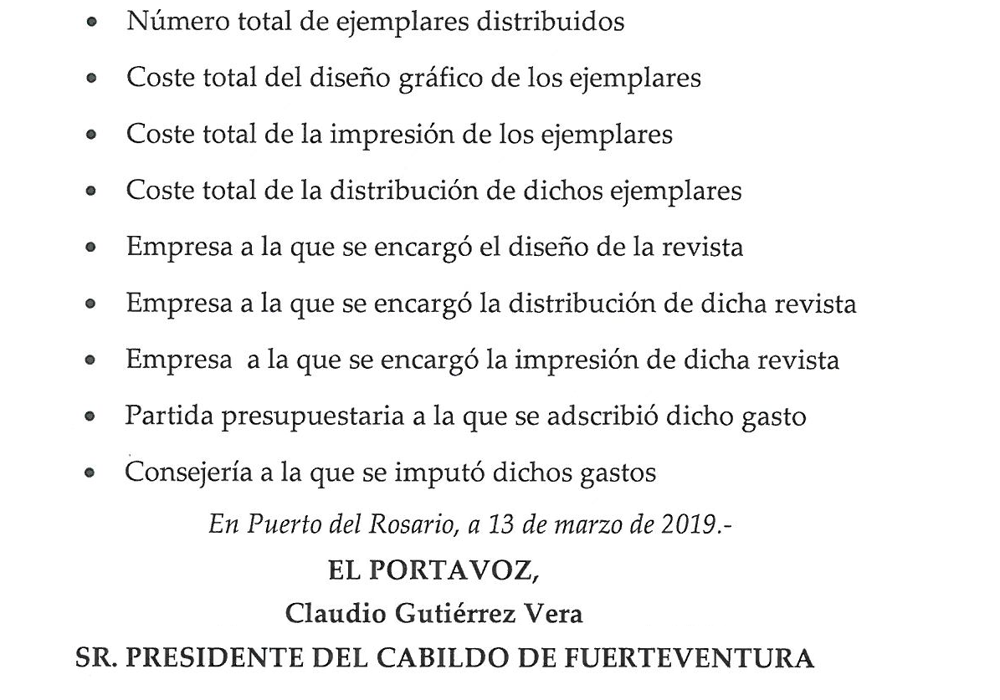 • Número total de ejemplares distribuidos
• Coste total del diseño gráfico de los ejemplares
• Coste total de la impresión de los ejemplares
• Coste total de la distribución de dichos ejemplares
• Empresa a la que se encargó el diseño de la revista
• Empresa a la que se encargó la distribución de dicha revista
• Empresa  a la que se encargó la impresión de dicha revista
• Partida presupuestaria a la que se adscribió dicho gasto
• Consejería a la que se imputó dichos gastos
En Puerto del Rosario, a 13 de marzo de 2019.-
EL PORTAVOZ,
Claudio Gutiérrez Vera
SR. PRESIDENTE DEL CABILDO DE FUERTEVENTURA